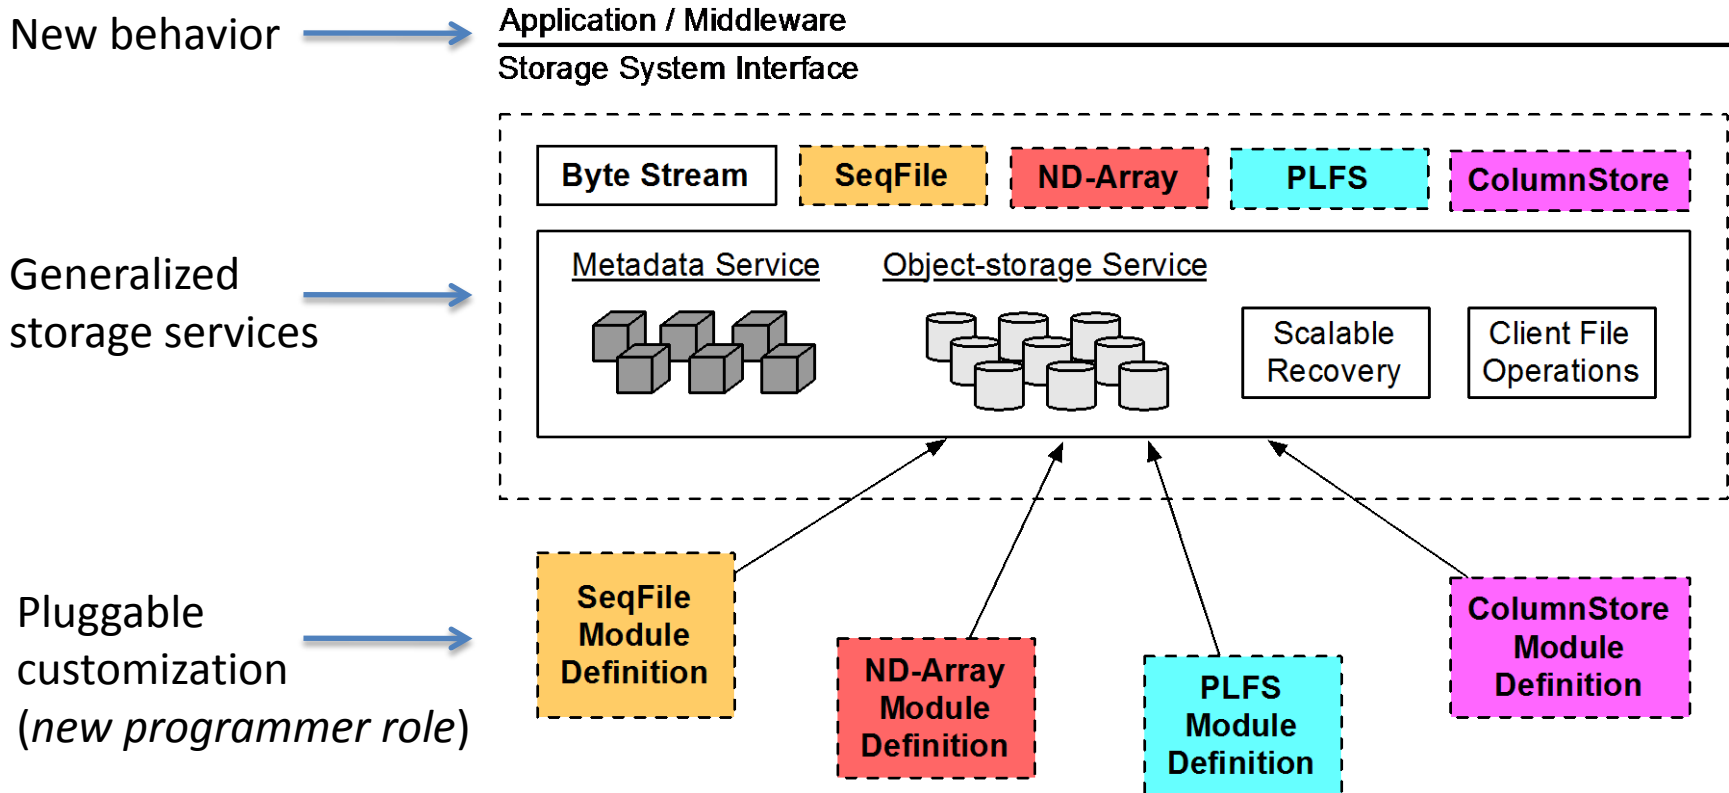 New behavior
Application / Middleware
Storage System Interface
Byte Stream
SeqFile
ND-Array
PLFS
ColumnStore
Generalized
storage services
Metadata Service
Object-storage Service
Scalable
Recovery
Client File
Operations
Pluggable
customization
(new programmer role)
SeqFile
Module
Definition
ND-Array
Module
Definition
PLFS
Module
Definition
ColumnStore
Module
Definition